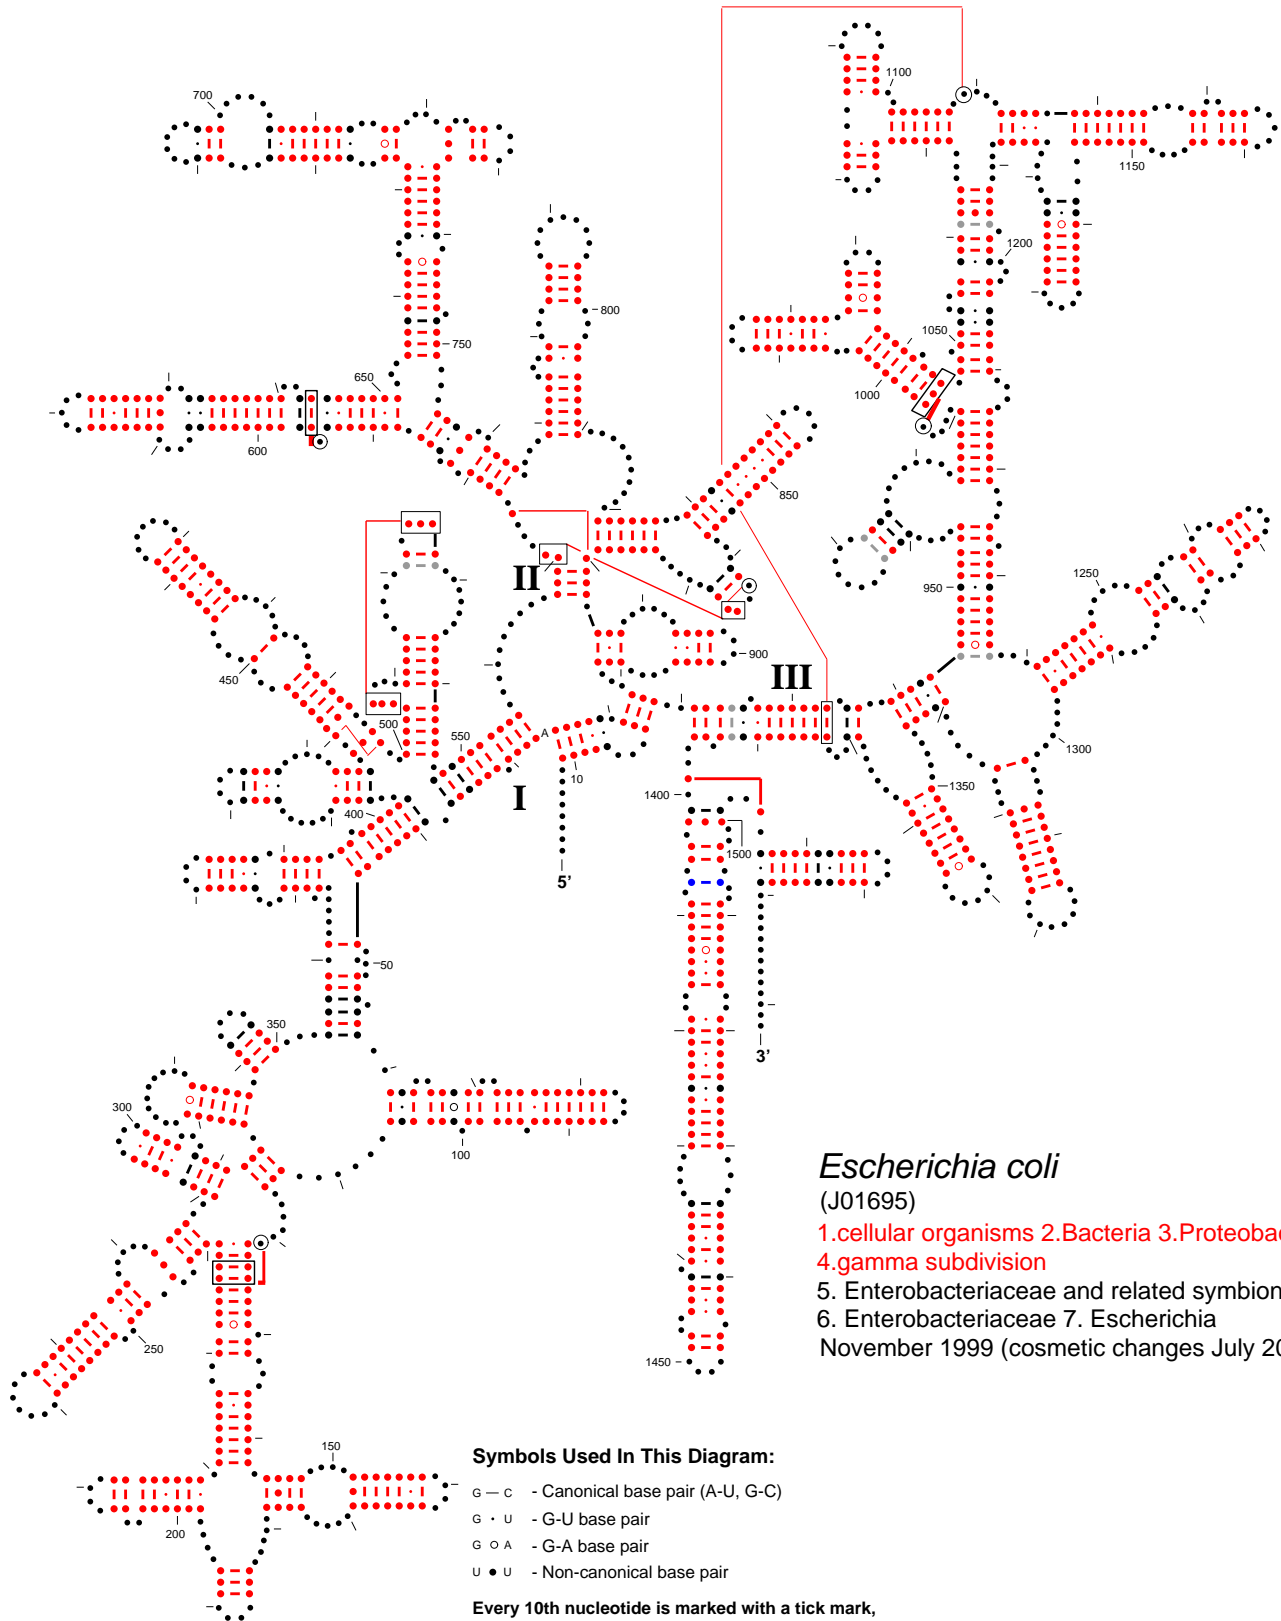 700
1100
1150
1200
800
750
1050
650
1000
600
850
II
950
1250
450
900
III
500
550
A
10
I
1300
400
1350
1400
1500
5'
50
3'
350
300
100
Escherichia coli
(J01695)
1.cellular organisms 2.Bacteria 3.Proteobac
4.gamma subdivision
5. Enterobacteriaceae and related symbion
6. Enterobacteriaceae 7. Escherichia
November 1999 (cosmetic changes July 20
250
1450
150
200
Symbols Used In This Diagram:
G — C - Canonical base pair (A-U, G-C)
G • U - G-U base pair
G ○ A - G-A base pair
U ● U - Non-canonical base pair
Every 10th nucleotide is marked with a tick mark,